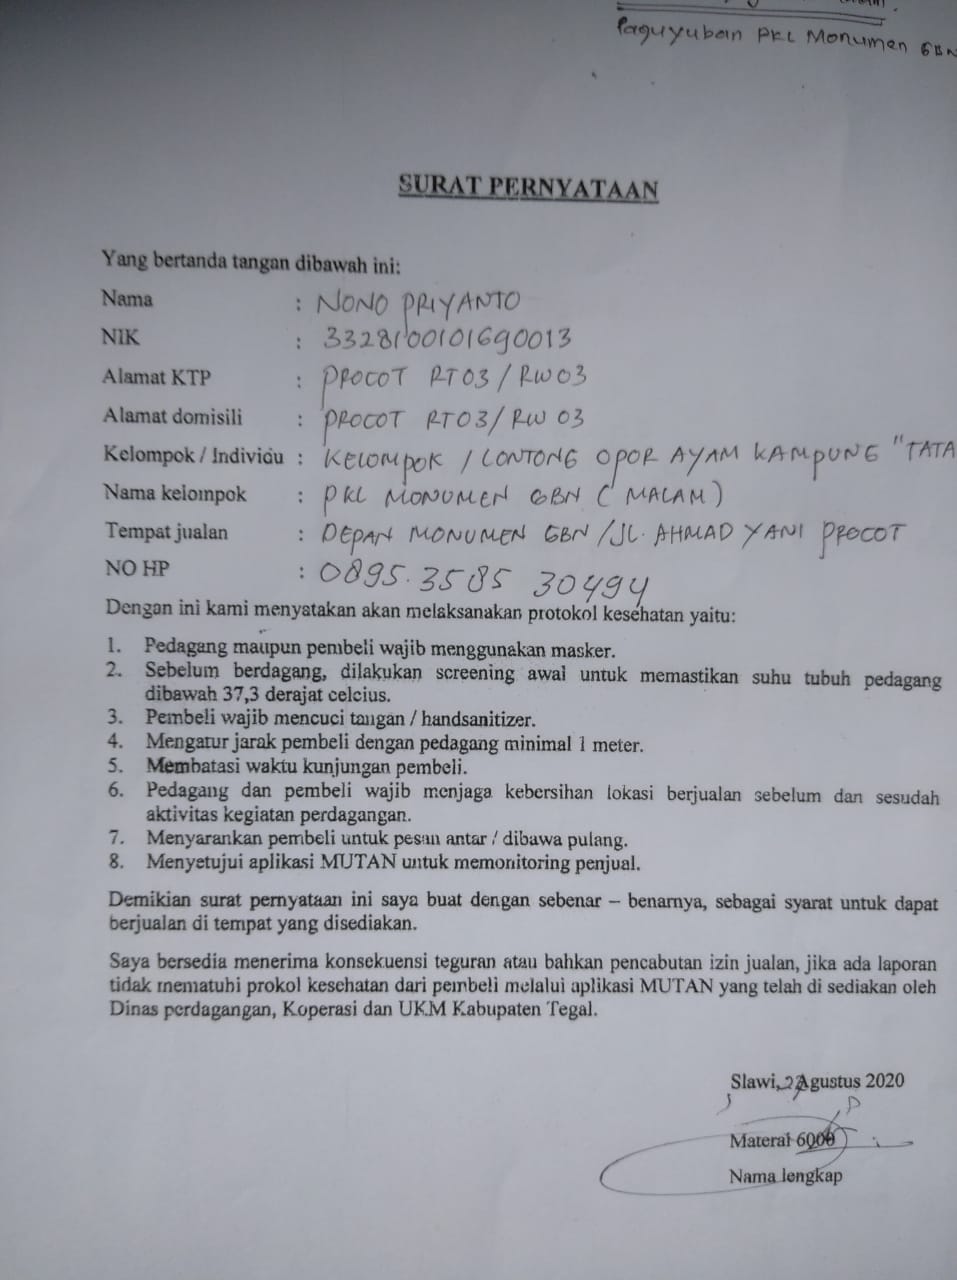 Paguyuban PKL Monumen GBN
SURAT PERNYATAAN
Yang bertanda tangan dibawah ini:
Nama : NONO PRIYANTO
NIK : 3328100101690013
Alamat KTP : PROCOT RT03/RW03
Alamat domisili : PROCOT RT03/RW 03
Kelompok / Individu : KELOMPOK / LONTONG OPOR AYAM KAMPUNG "TATA
Nama kelompok : PKL MONUMEN GBN (MALAM)
Tempat jualan : DEPAN MONUMEN GBN/JL. AHMAD YANI PROCOT
NO HP : 0895.3585 30494
Dengan ini kami menyatakan akan melaksanakan protokol kesehatan yaitu:
1. Pedagang maupun pembeli wajib menggunakan masker.
2. Sebelum berdagang, dilakukan screening awal untuk memastikan suhu tubuh pedagang
dibawah 37,3 derajat celcius.
3. Pembeli wajib mencuci tangan / handsanitizer.
4. Mengatur jarak pembeli dengan pedagang minimal 1 meter.
5. Membatasi waktu kunjungan pembeli.
6. Pedagang dan pembeli wajib menjaga kebersihan lokasi berjualan sebelum dan sesudah
aktivitas kegiatan perdagangan.
7. Menyarankan pembeli untuk pesan antar / dibawa pulang.
8. Menyetujui aplikasi MUTAN untuk memonitoring penjual.
Demikian surat pernyataan ini saya buat dengan sebenar – benarnya, sebagai syarat untuk dapat
berjualan di tempat yang disediakan.
Saya bersedia menerima konsekuensi teguran atau bahkan pencabutan izin jualan, jika ada laporan
tidak mematuhi prokol kesehatan dari pembeli melalui aplikasi MUTAN yang telah di sediakan oleh
Dinas perdagangan, Koperasi dan UKM Kabupaten Tegal.
Slawi, Agustus 2020
Materai 6000
Nama lengkap